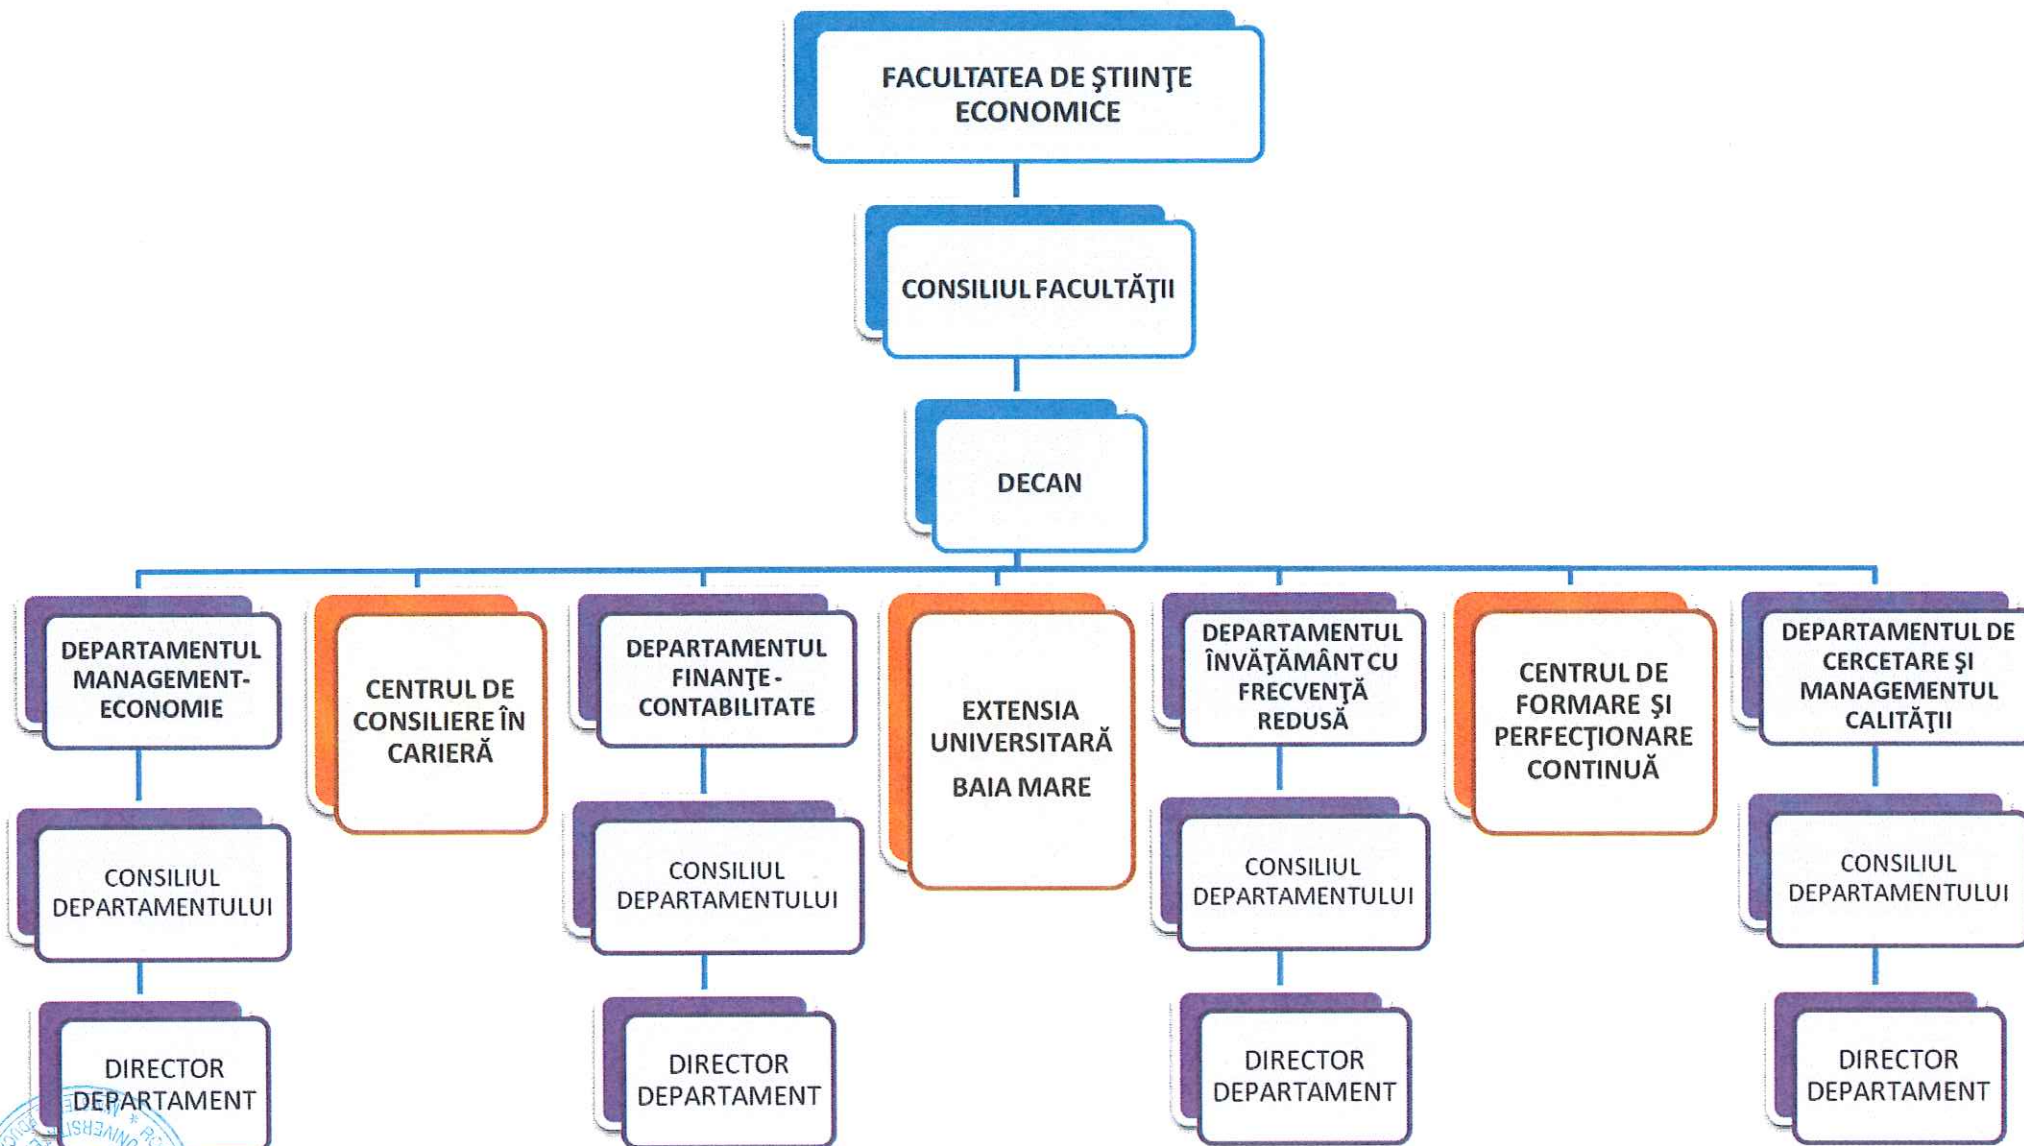 FACULTATEA DE ŞTIINŢE
ECONOMICE
CONSILIUL FACULTĂŢII
DECAN
DEPARTAMENTUL
MANAGEMENT-
ECONOMIE
CENTRUL DE
CONSILIERE ÎN
CARIERĂ
DEPARTAMENTUL
FINANŢE -
CONTABILITATE
EXTENSIA
UNIVERSITARĂ
BAIA MARE
DEPARTAMENTUL
ÎNVĂŢĂMÂNT CU
FRECVENŢĂ
REDUSĂ
CENTRUL DE
FORMARE ŞI
PERFECŢIONARE
CONTINUĂ
DEPARTAMENTUL DE
CERCETARE ŞI
MANAGEMENTUL
CALITĂŢII
CONSILIUL
DEPARTAMENTULUI
CONSILIUL
DEPARTAMENTULUI
CONSILIUL
DEPARTAMENTULUI
CONSILIUL
DEPARTAMENTULUI
DIRECTOR
DEPARTAMENT
DIRECTOR
DEPARTAMENT
DIRECTOR
DEPARTAMENT
DIRECTOR
DEPARTAMENT